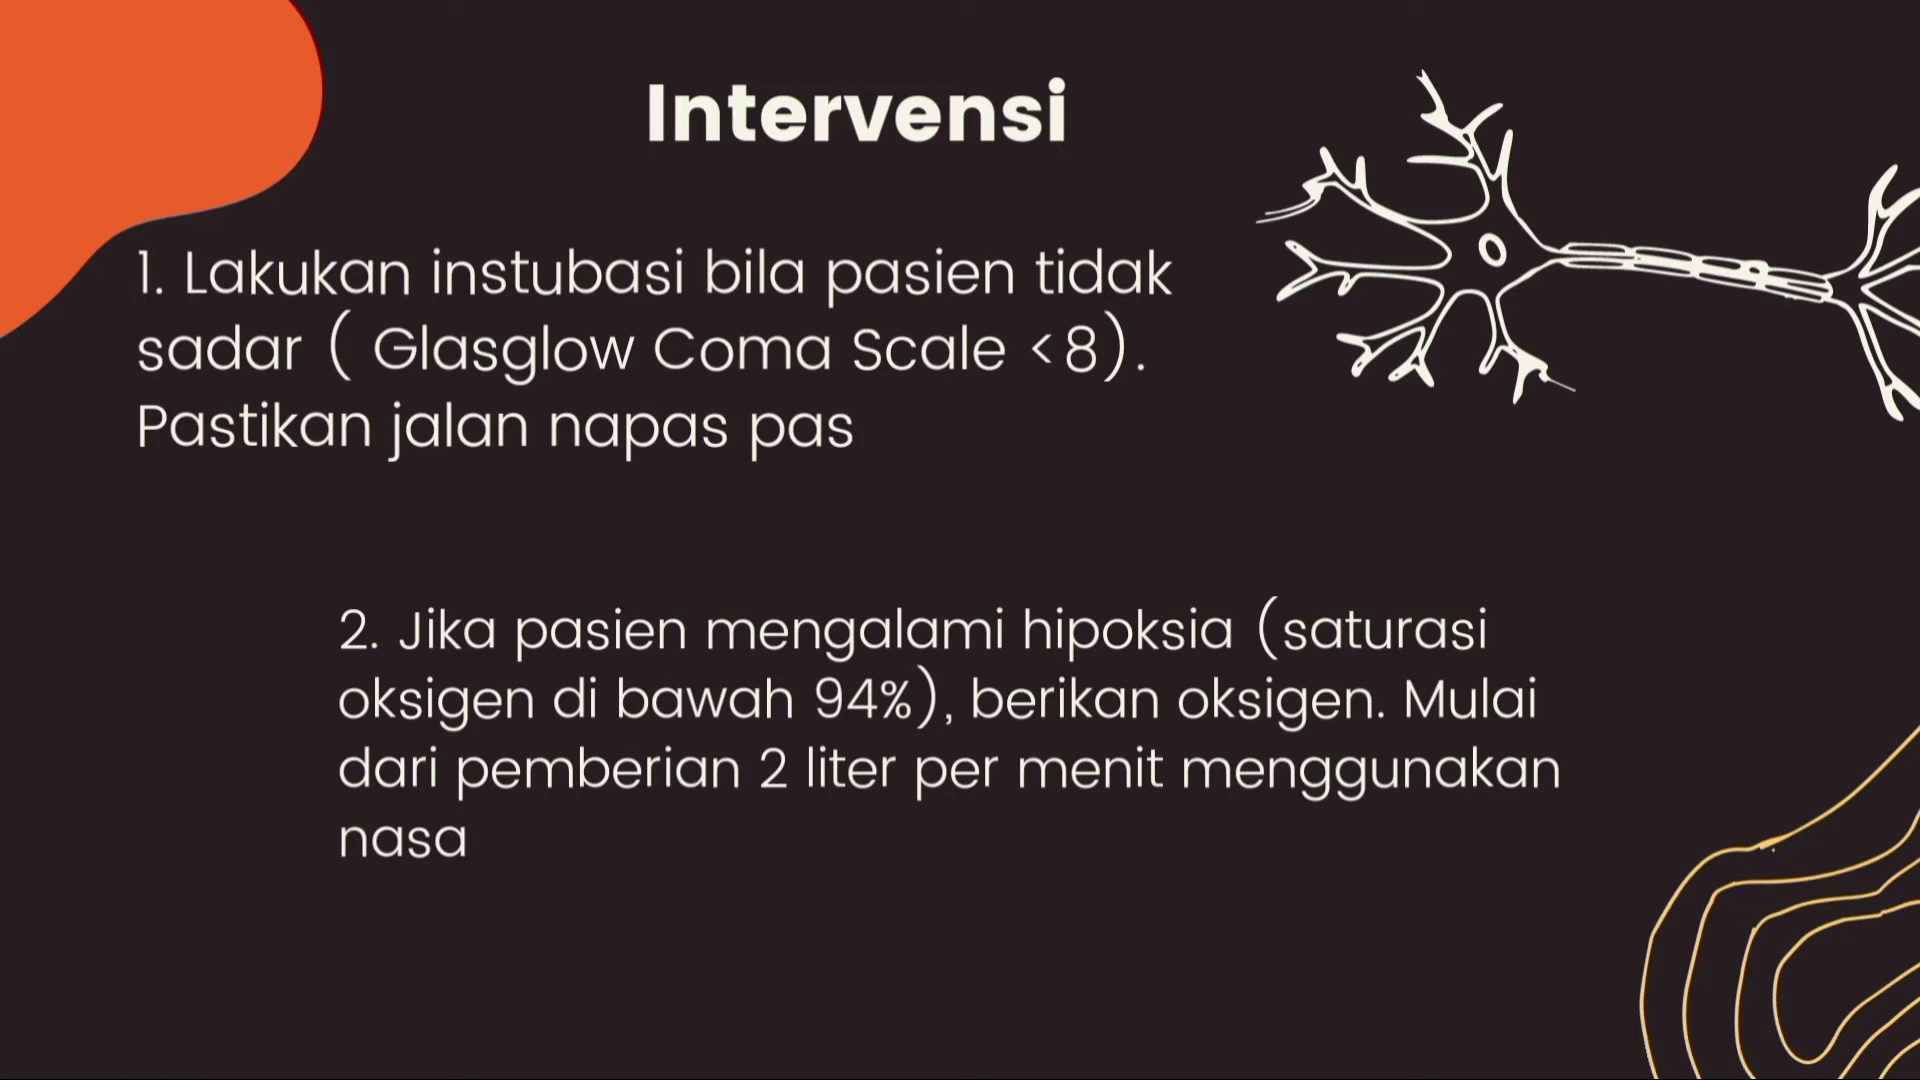 Intervensi
1. Lakukan instubasi bila pasien tidak
sadar ( Glasglow Coma Scale <8).
Pastikan jalan napas pas
2. Jika pasien mengalami hipoksia (saturasi
oksigen di bawah 94%), berikan oksigen. Mulai
dari pemberian 2 liter per menit menggunakan
nasa